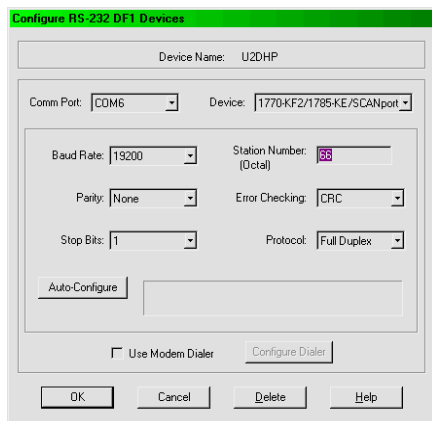 Configure RS-232 DF1 Devices
Device Name: U2DHP
Comm Port: COM6 Device: 1770-KF2/1785-KE/SCANport
Baud Rate: 19200 Station Number: 66
(Octal)
Parity: None Error Checking: CRC
Stop Bits: 1 Protocol: Full Duplex
Auto-Configure
Use Modem Dialer Configure Dialer
OK Cancel Delete Help